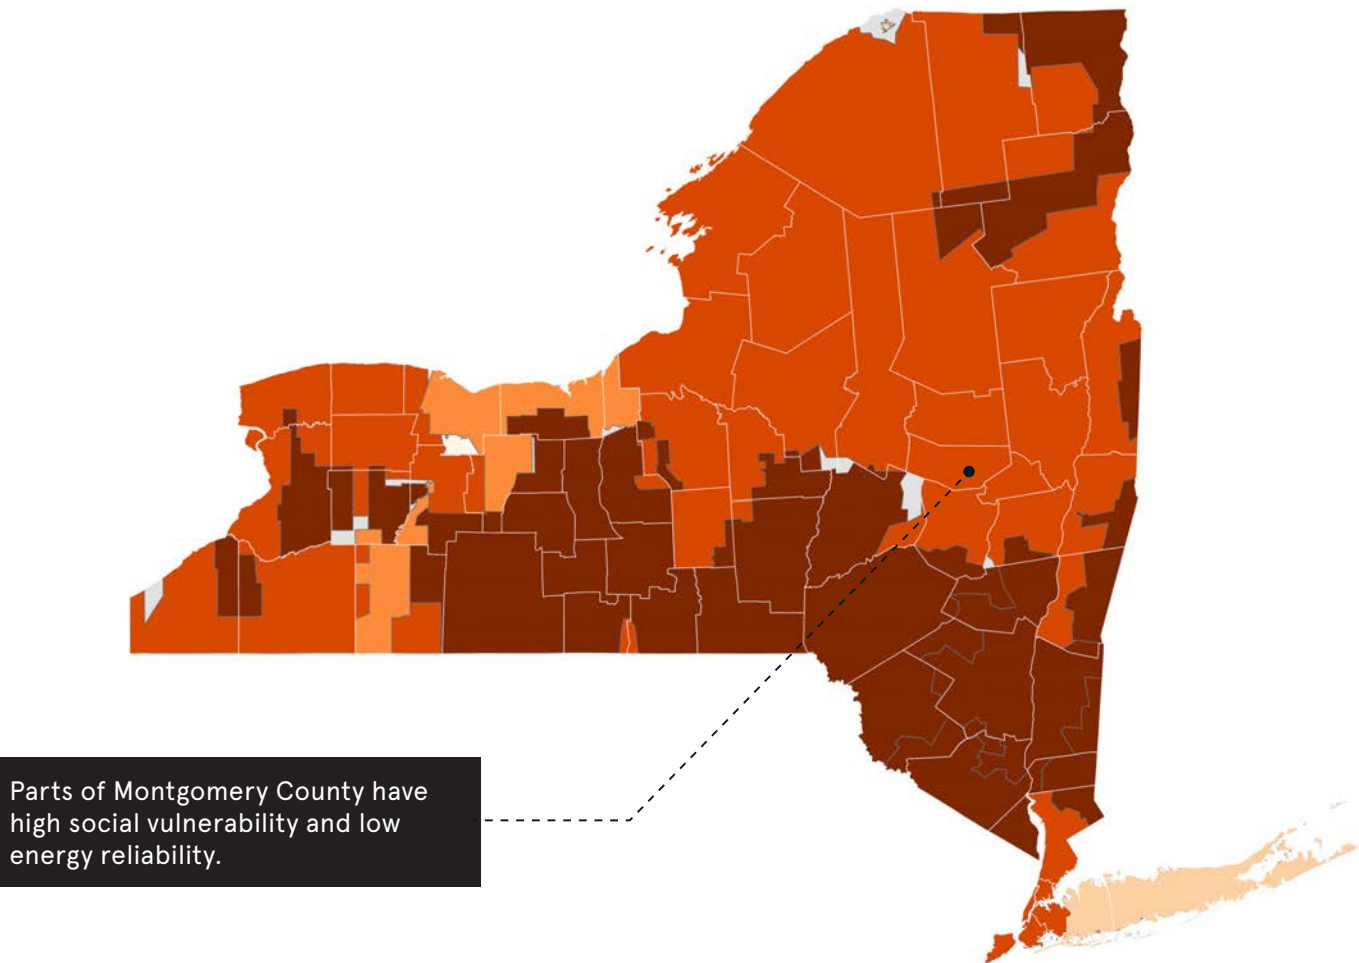 Parts of Montgomery County have
high social vulnerability and low
energy reliability.